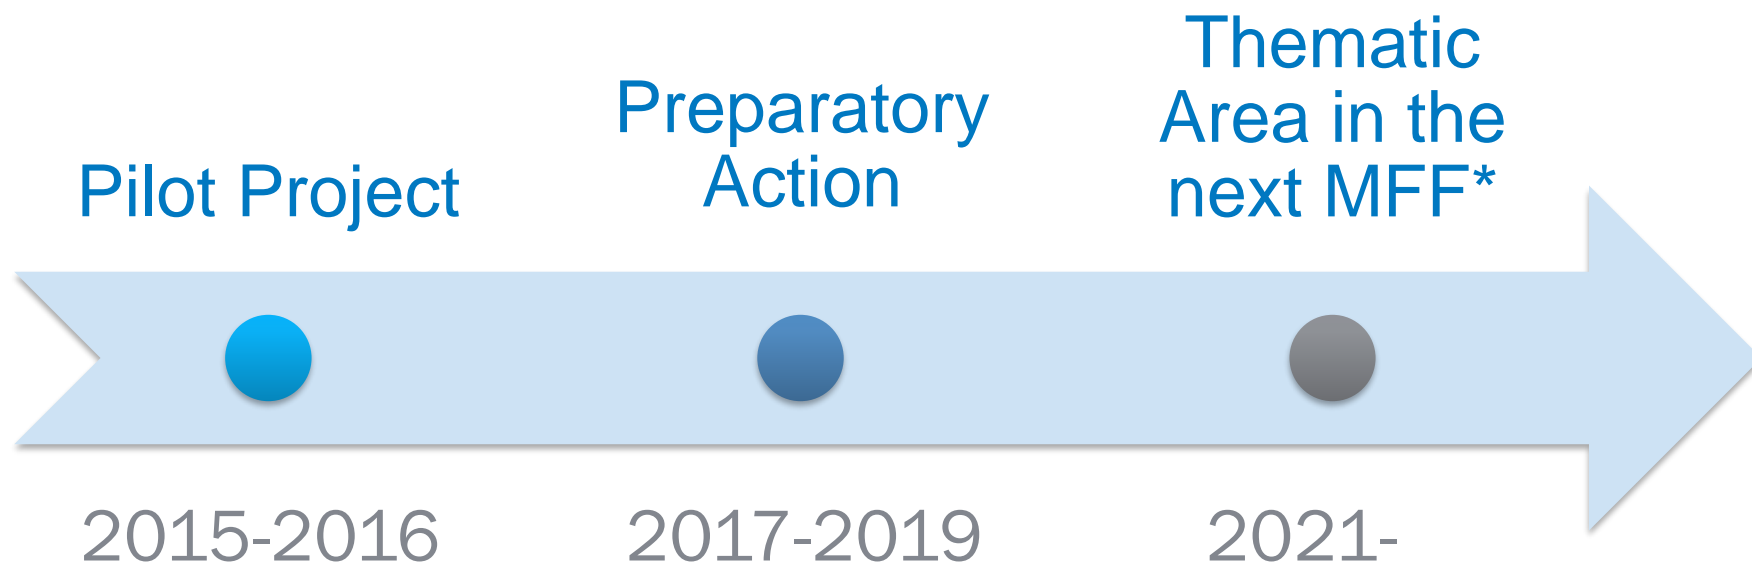 Pilot Project
Preparatory
Action
Thematic
Area in the
next MFF*
2015-2016
2017-2019
2021-